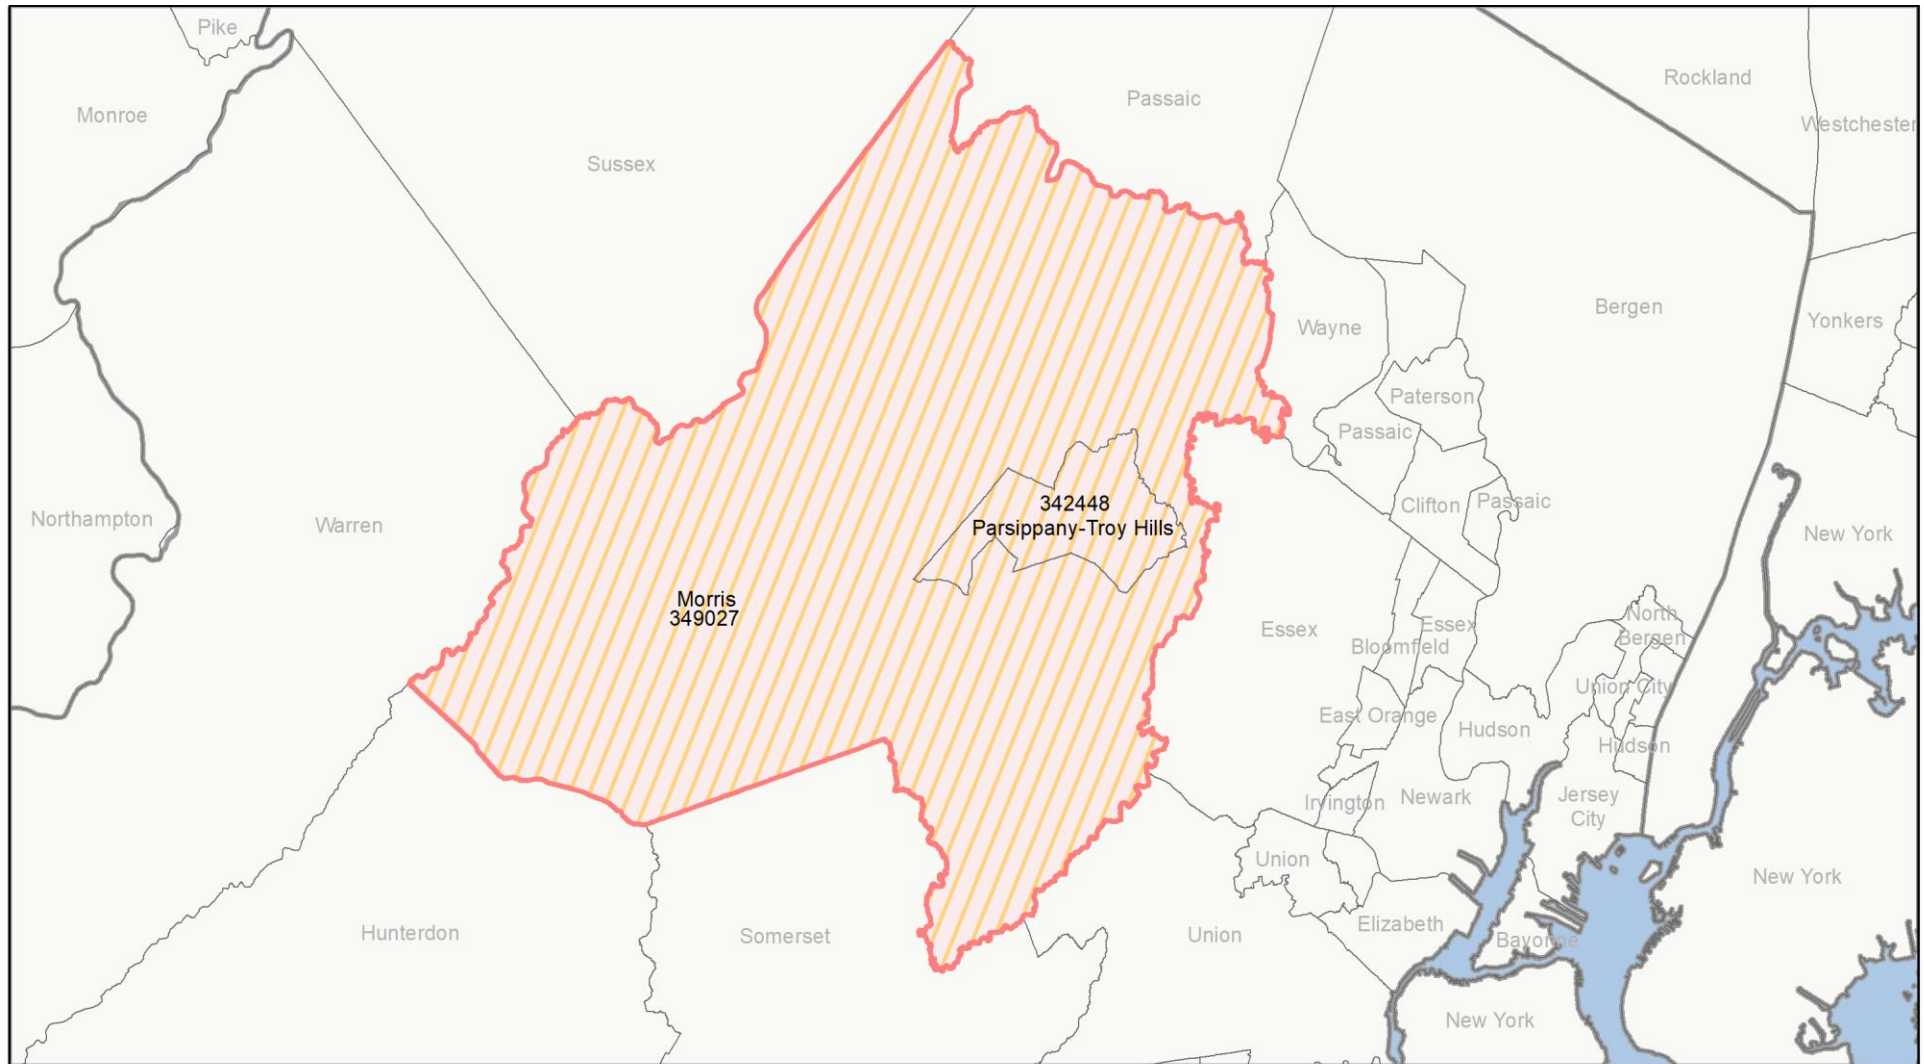 Pike
Rockland
Passaic
Monroe
Westchester
Sussex
Bergen
Wayne
Yonkers
Paterson
Passaic
342448
Clifton
Passaic
Northampton
Warren
Parsippany-Troy Hills
New York
Morris
349027
Essex
Essex
North
Bergen
Bloomfield
Union City
East Orange
Hudson
Hudson
Irvington
Newark
Jersey
City
Union
New York
Hunterdon
Somerset
Union
Elizabeth
Bayonne
New York